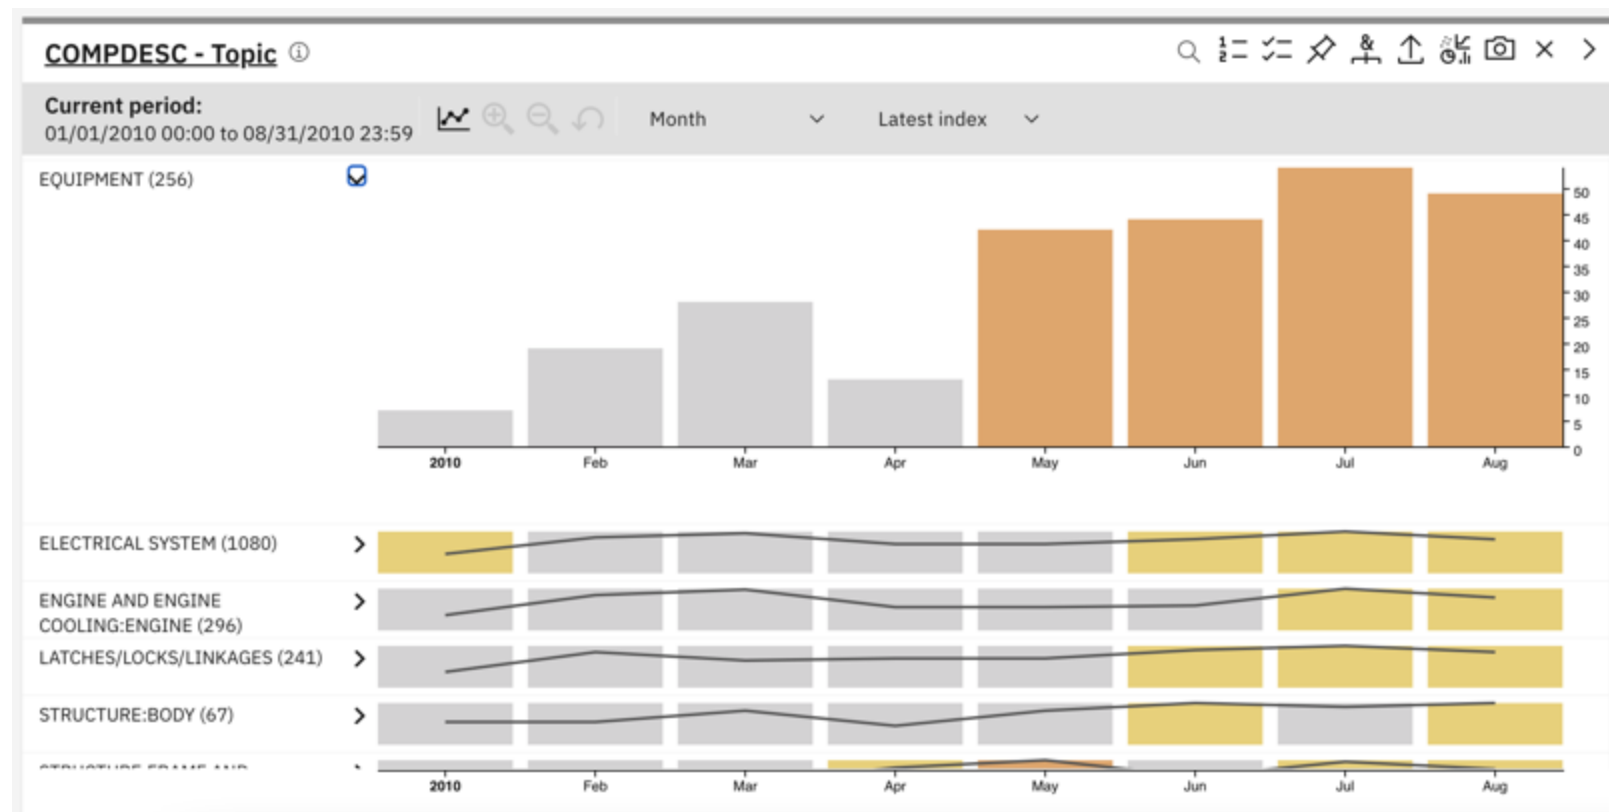 COMPDESC - Topic
Current period:
01/01/2010 00:00 to 08/31/2010 23:59
Month
Latest index
EQUIPMENT (256)
50
45
40
35
30
25
20
15
10
5
0
2010 Feb Mar Apr May Jun Jul Aug
ELECTRICAL SYSTEM (1080)
ENGINE AND ENGINE
COOLING:ENGINE (296)
LATCHES/LOCKS/LINKAGES (241)
STRUCTURE:BODY (67)
2010 Feb Mar Apr May Jun Jul Aug